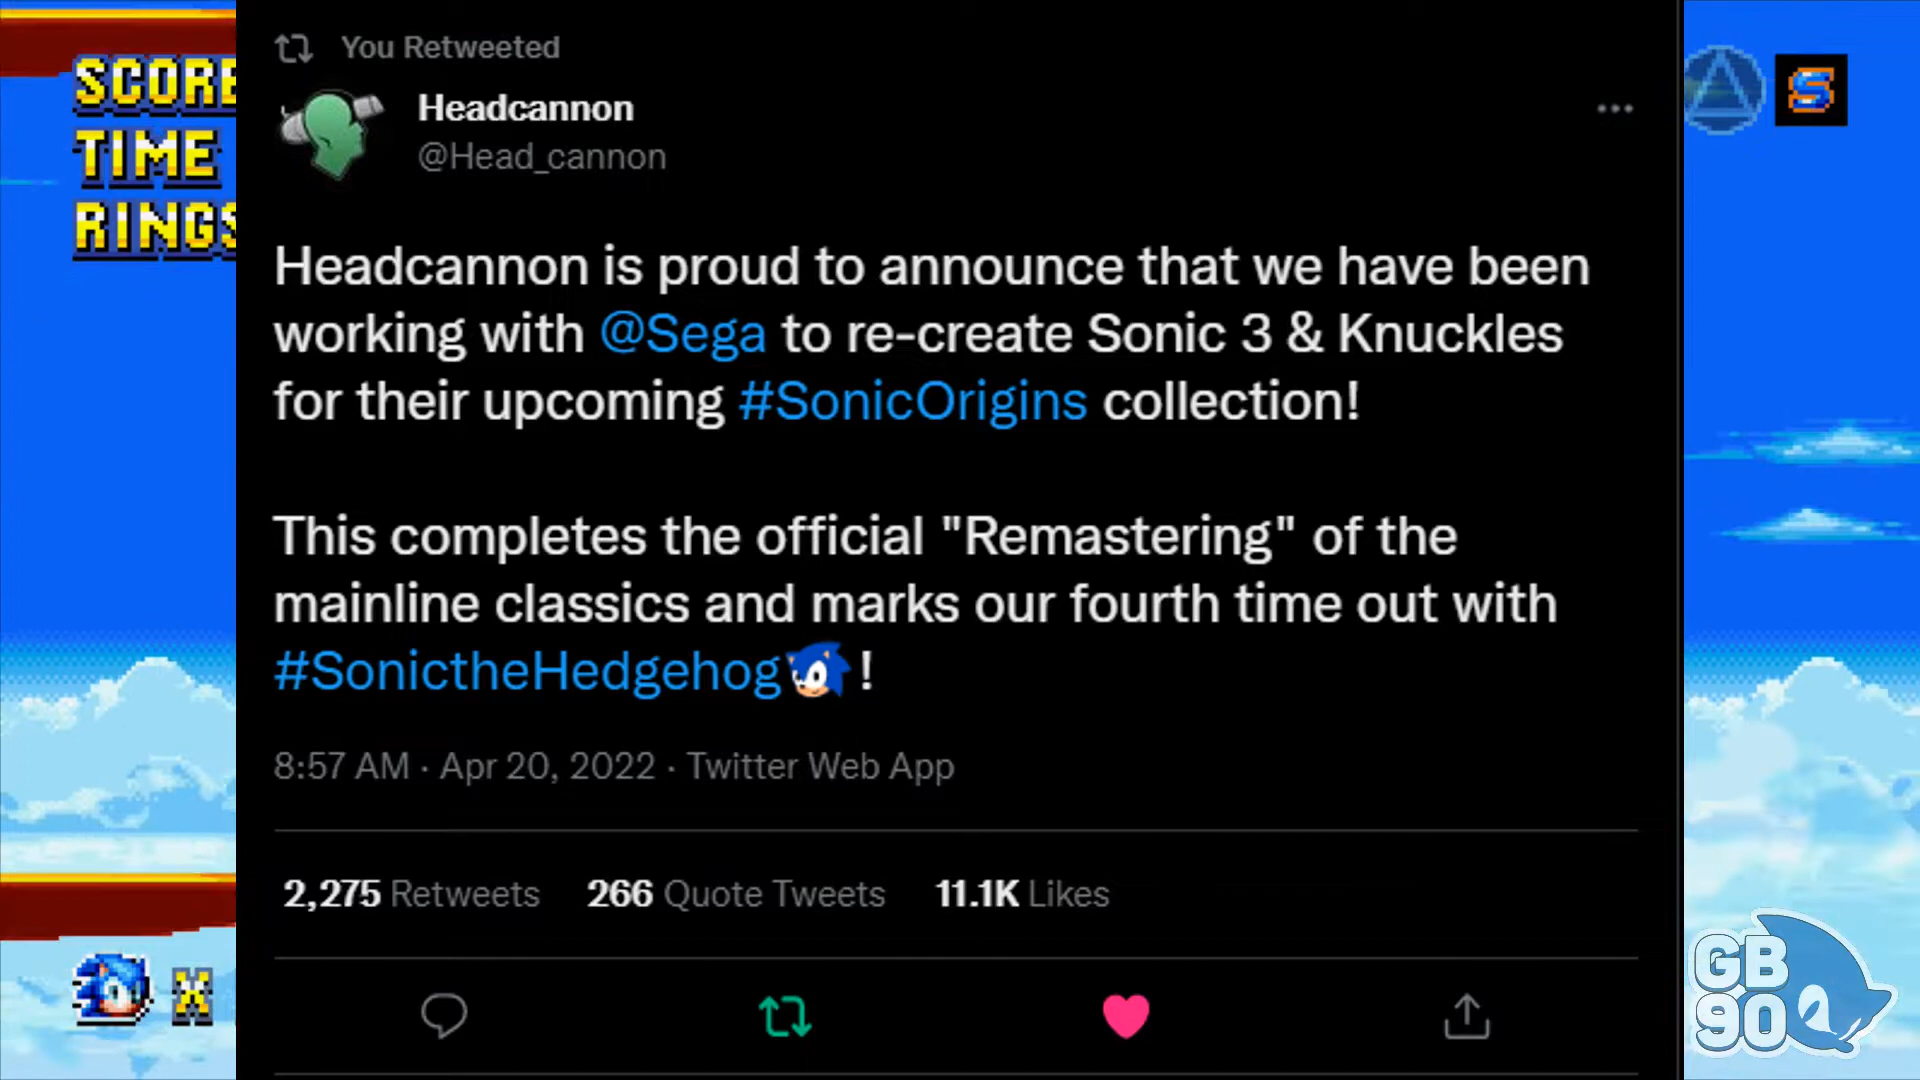 You Retweeted
Headcannon
@Head_cannon
Headcannon is proud to announce that we have been
working with @Sega to re-create Sonic 3 & Knuckles
for their upcoming #SonicOrigins collection!
This completes the official "Remastering" of the
mainline classics and marks our fourth time out with
#SonictheHedgehog!
8:57 AM · Apr 20, 2022 · Twitter Web App
2,275 Retweets 266 Quote Tweets 11.1K Likes
SCORE
TIME
RINGS
X
S
GB
90